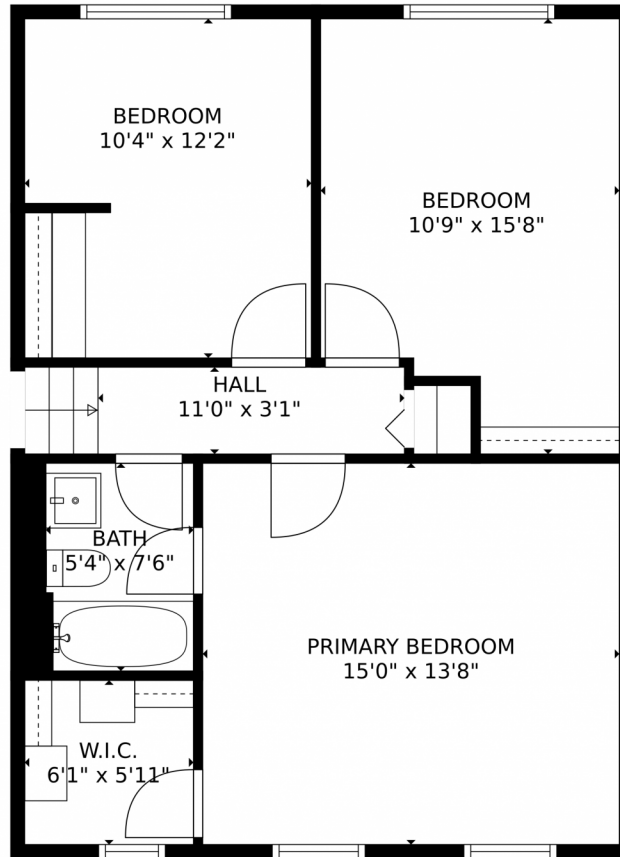 BEDROOM
10'4" x 12'2"
BEDROOM
10'9" x 15'8"
HALL
11'0" x 3'1"
BATH
5'4" x 7'6"
PRIMARY BEDROOM
15'0" x 13'8"
W.I.C.
6'1" x 5'11"